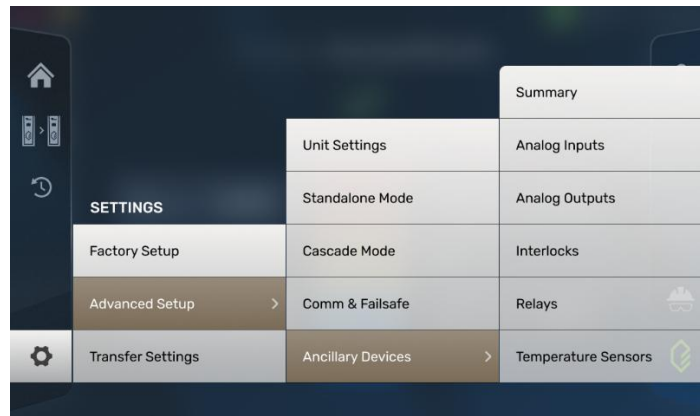 SETTINGS
Factory Setup
Advanced Setup
Transfer Settings
Unit Settings
Standalone Mode
Cascade Mode
Comm & Failsafe
Ancillary Devices
Summary
Analog Inputs
Analog Outputs
Interlocks
Relays
Temperature Sensors